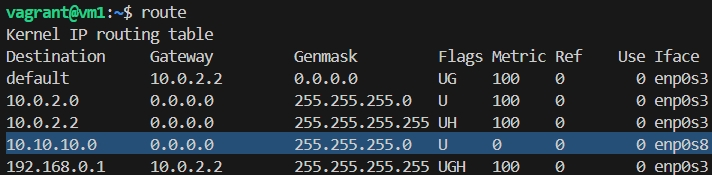 vagrant@vm1:~$ route
Kernel IP routing table
Destination     Gateway         Genmask         Flags Metric Ref    Use Iface
default         10.0.2.2        0.0.0.0         UG    100    0        0 enp0s3
10.0.2.0        0.0.0.0         255.255.255.0   U     100    0        0 enp0s3
10.0.2.2        0.0.0.0         255.255.255.255 UH    100    0        0 enp0s3
10.10.10.0      0.0.0.0         255.255.255.0   U     0      0        0 enp0s8
192.168.0.1     10.0.2.2        255.255.255.255 UGH   100    0        0 enp0s3